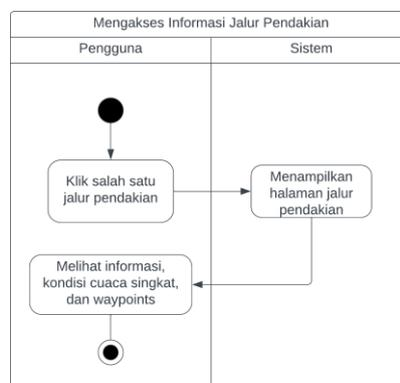 Mengakses Informasi Jalur Pendakian
Pengguna
Sistem
Klik salah satu
jalur pendakian
Menampilkan
halaman jalur
pendakian
Melihat informasi,
kondisi cuaca singkat,
dan waypoints